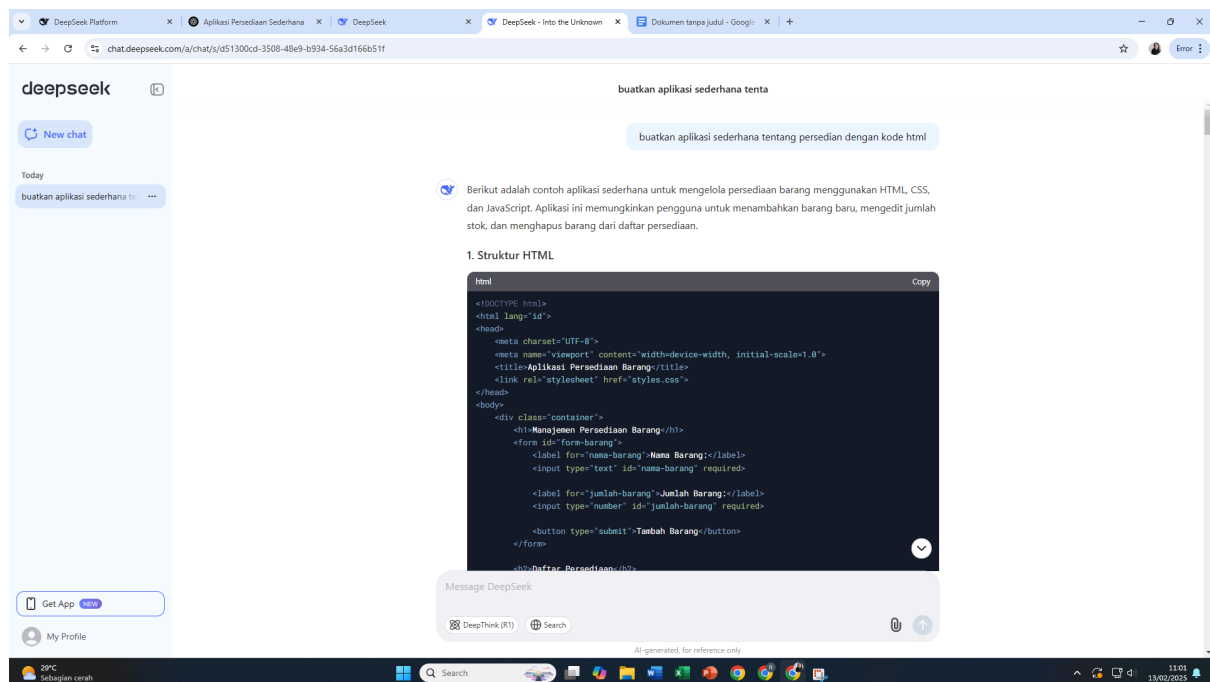 DeepSeek Platform
Aplikasi Persediaan Sederhana
DeepSeek
DeepSeek - Into the Unknown
Dokumen tanpa judul - Google
chat.deepseek.com/a/chat/s/d51300cd-3508-48e9-b934-56a3d166b51f
Error
deepseek
New chat
Today
buatkan aplikasi sederhana te
Get App NEW
My Profile
buatkan aplikasi sederhana tenta
buatkan aplikasi sederhana tentang persedian dengan kode html
Berikut adalah contoh aplikasi sederhana untuk mengelola persediaan barang menggunakan HTML, CSS,
dan JavaScript. Aplikasi ini memungkinkan pengguna untuk menambahkan barang baru, mengedit jumlah
stok, dan menghapus barang dari daftar persediaan.
1. Struktur HTML
html Copy
<!DOCTYPE html>
<html lang="id">
<head>
<meta charset="UTF-8">
<meta name="viewport" content="width=device-width, initial-scale=1.0">
<title>Aplikasi Persediaan Barang</title>
<link rel="stylesheet" href="styles.css">
</head>
<body>
<div class="container">
<h1>Manajemen Persediaan Barang</h1>
<form id="form-barang">
<label for="nama-barang">Nama Barang:</label>
<input type="text" id="nama-barang" required>
<label for="jumlah-barang">Jumlah Barang:</label>
<input type="number" id="jumlah-barang" required>
<button type="submit">Tambah Barang</button>
</form>
<h2>Daftar Persediaan</h2>
Message DeepSeek
DeepThink (R1)
Search
AI-generated, for reference only
29°C
Sebagian cerah
Search
11:01
13/02/2025